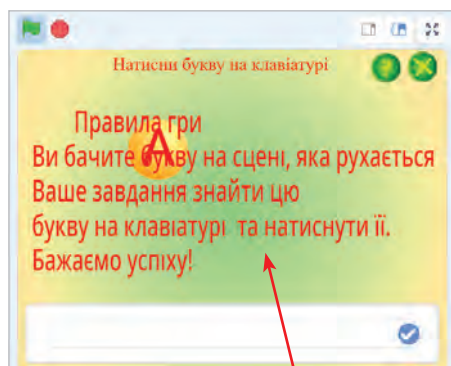 Натисни букву на клавіатурі
?
Правила гри
А
Ви бачите букву на сцені, яка рухається
Ваше завдання знайти цю
букву на клавіатурі та натиснути її.
Бажаємо успіху!